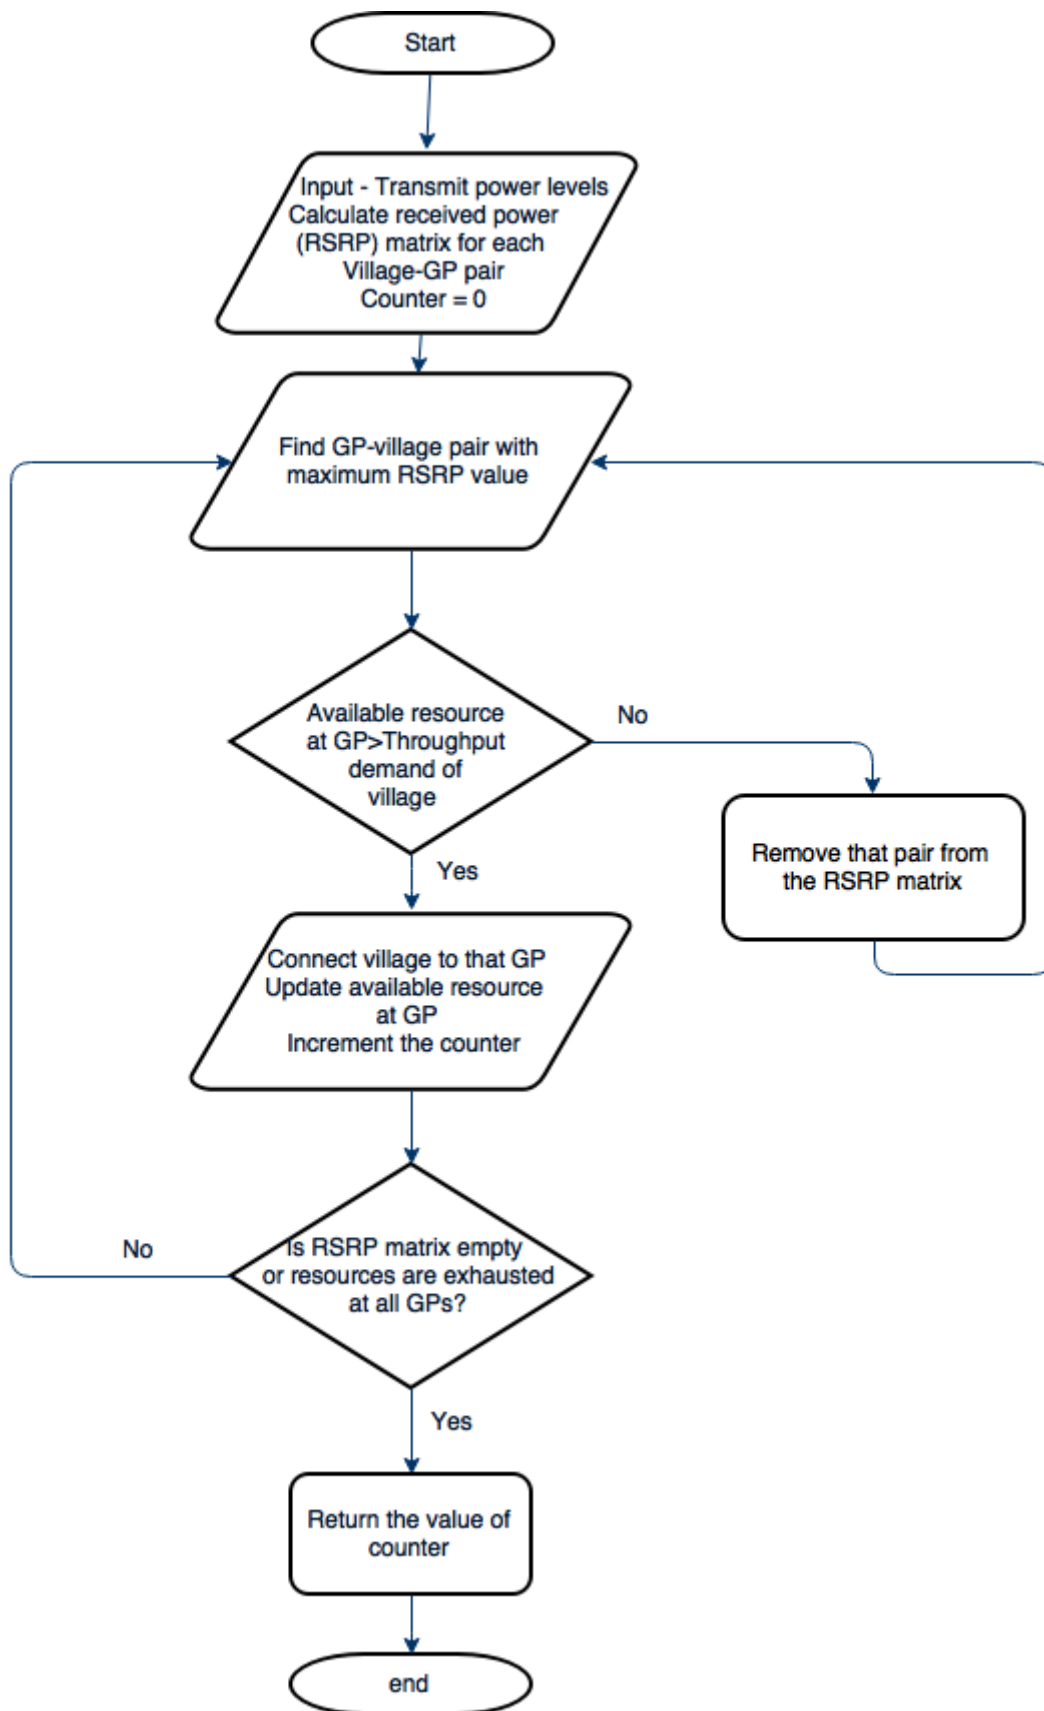 Start
Input - Transmit power levels
Calculate received power
(RSRP) matrix for each
Village-GP pair
Counter = 0
Find GP-village pair with
maximum RSRP value
Available resource
at GP>Throughput
demand of
village
No
Yes
Remove that pair from
the RSRP matrix
Connect village to that GP
Update available resource
at GP
Increment the counter
No
Is RSRP matrix empty
or resources are exhausted
at all GPs?
Yes
Return the value of
counter
end